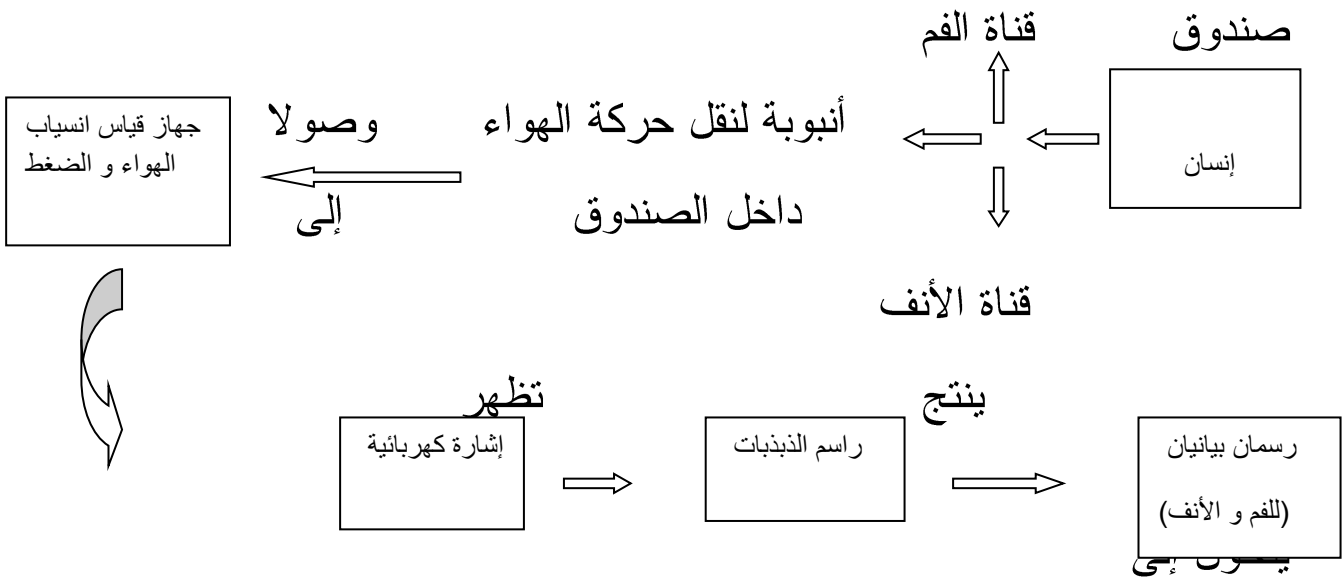 صندوق
قناة الفم
إنسان
أنبوبة لنقل حركة الهواء
وصولا
جهاز قياس انسياب
الهواء و الضغط
داخل الصندوق
إلى
قناة الأنف
تظهر
ينتج
إشارة كهربائية
راسم الذبذبات
رسمان بيانيان
(للفم و الأنف)